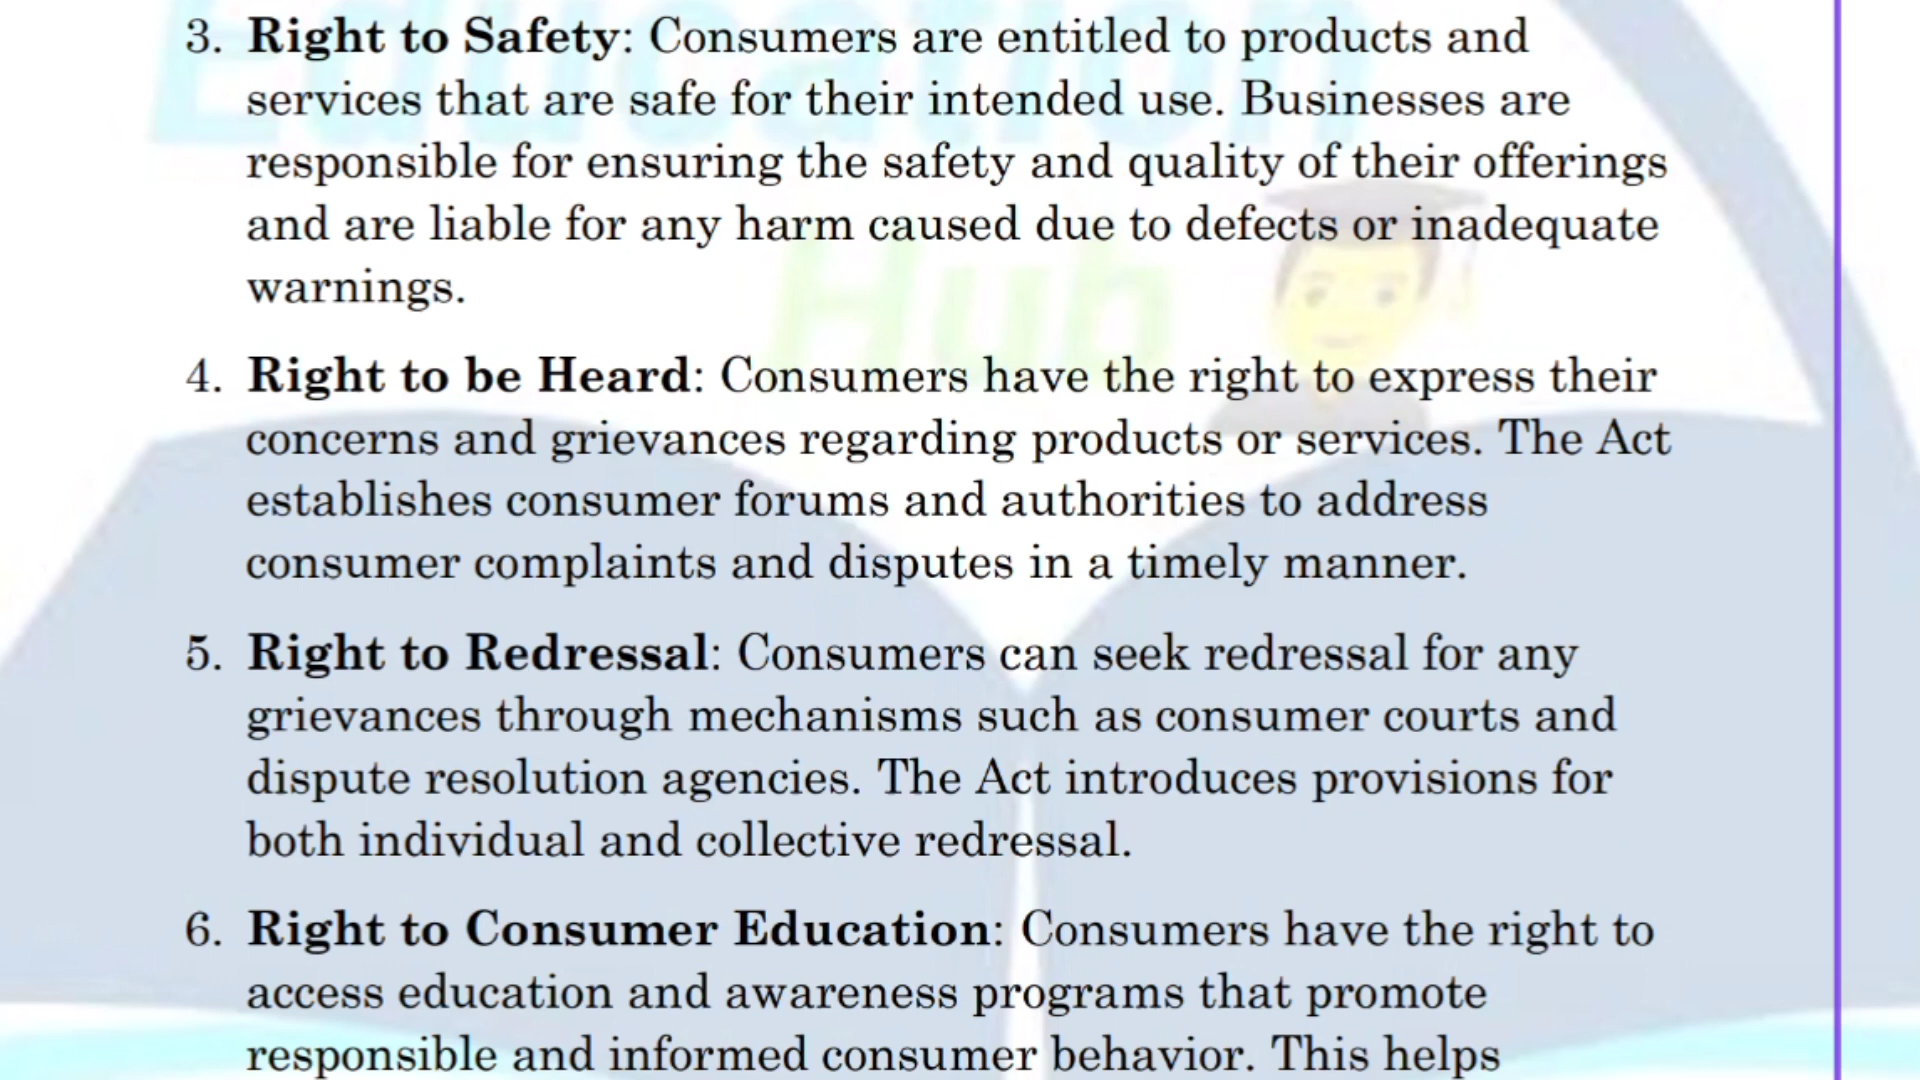 3. Right to Safety: Consumers are entitled to products and
services that are safe for their intended use. Businesses are
responsible for ensuring the safety and quality of their offerings
and are liable for any harm caused due to defects or inadequate
warnings.
4. Right to be Heard: Consumers have the right to express their
concerns and grievances regarding products or services. The Act
establishes consumer forums and authorities to address
consumer complaints and disputes in a timely manner.
5. Right to Redressal: Consumers can seek redressal for any
grievances through mechanisms such as consumer courts and
dispute resolution agencies. The Act introduces provisions for
both individual and collective redressal.
6. Right to Consumer Education: Consumers have the right to
access education and awareness programs that promote
responsible and informed consumer behavior. This helps
Education
Hub